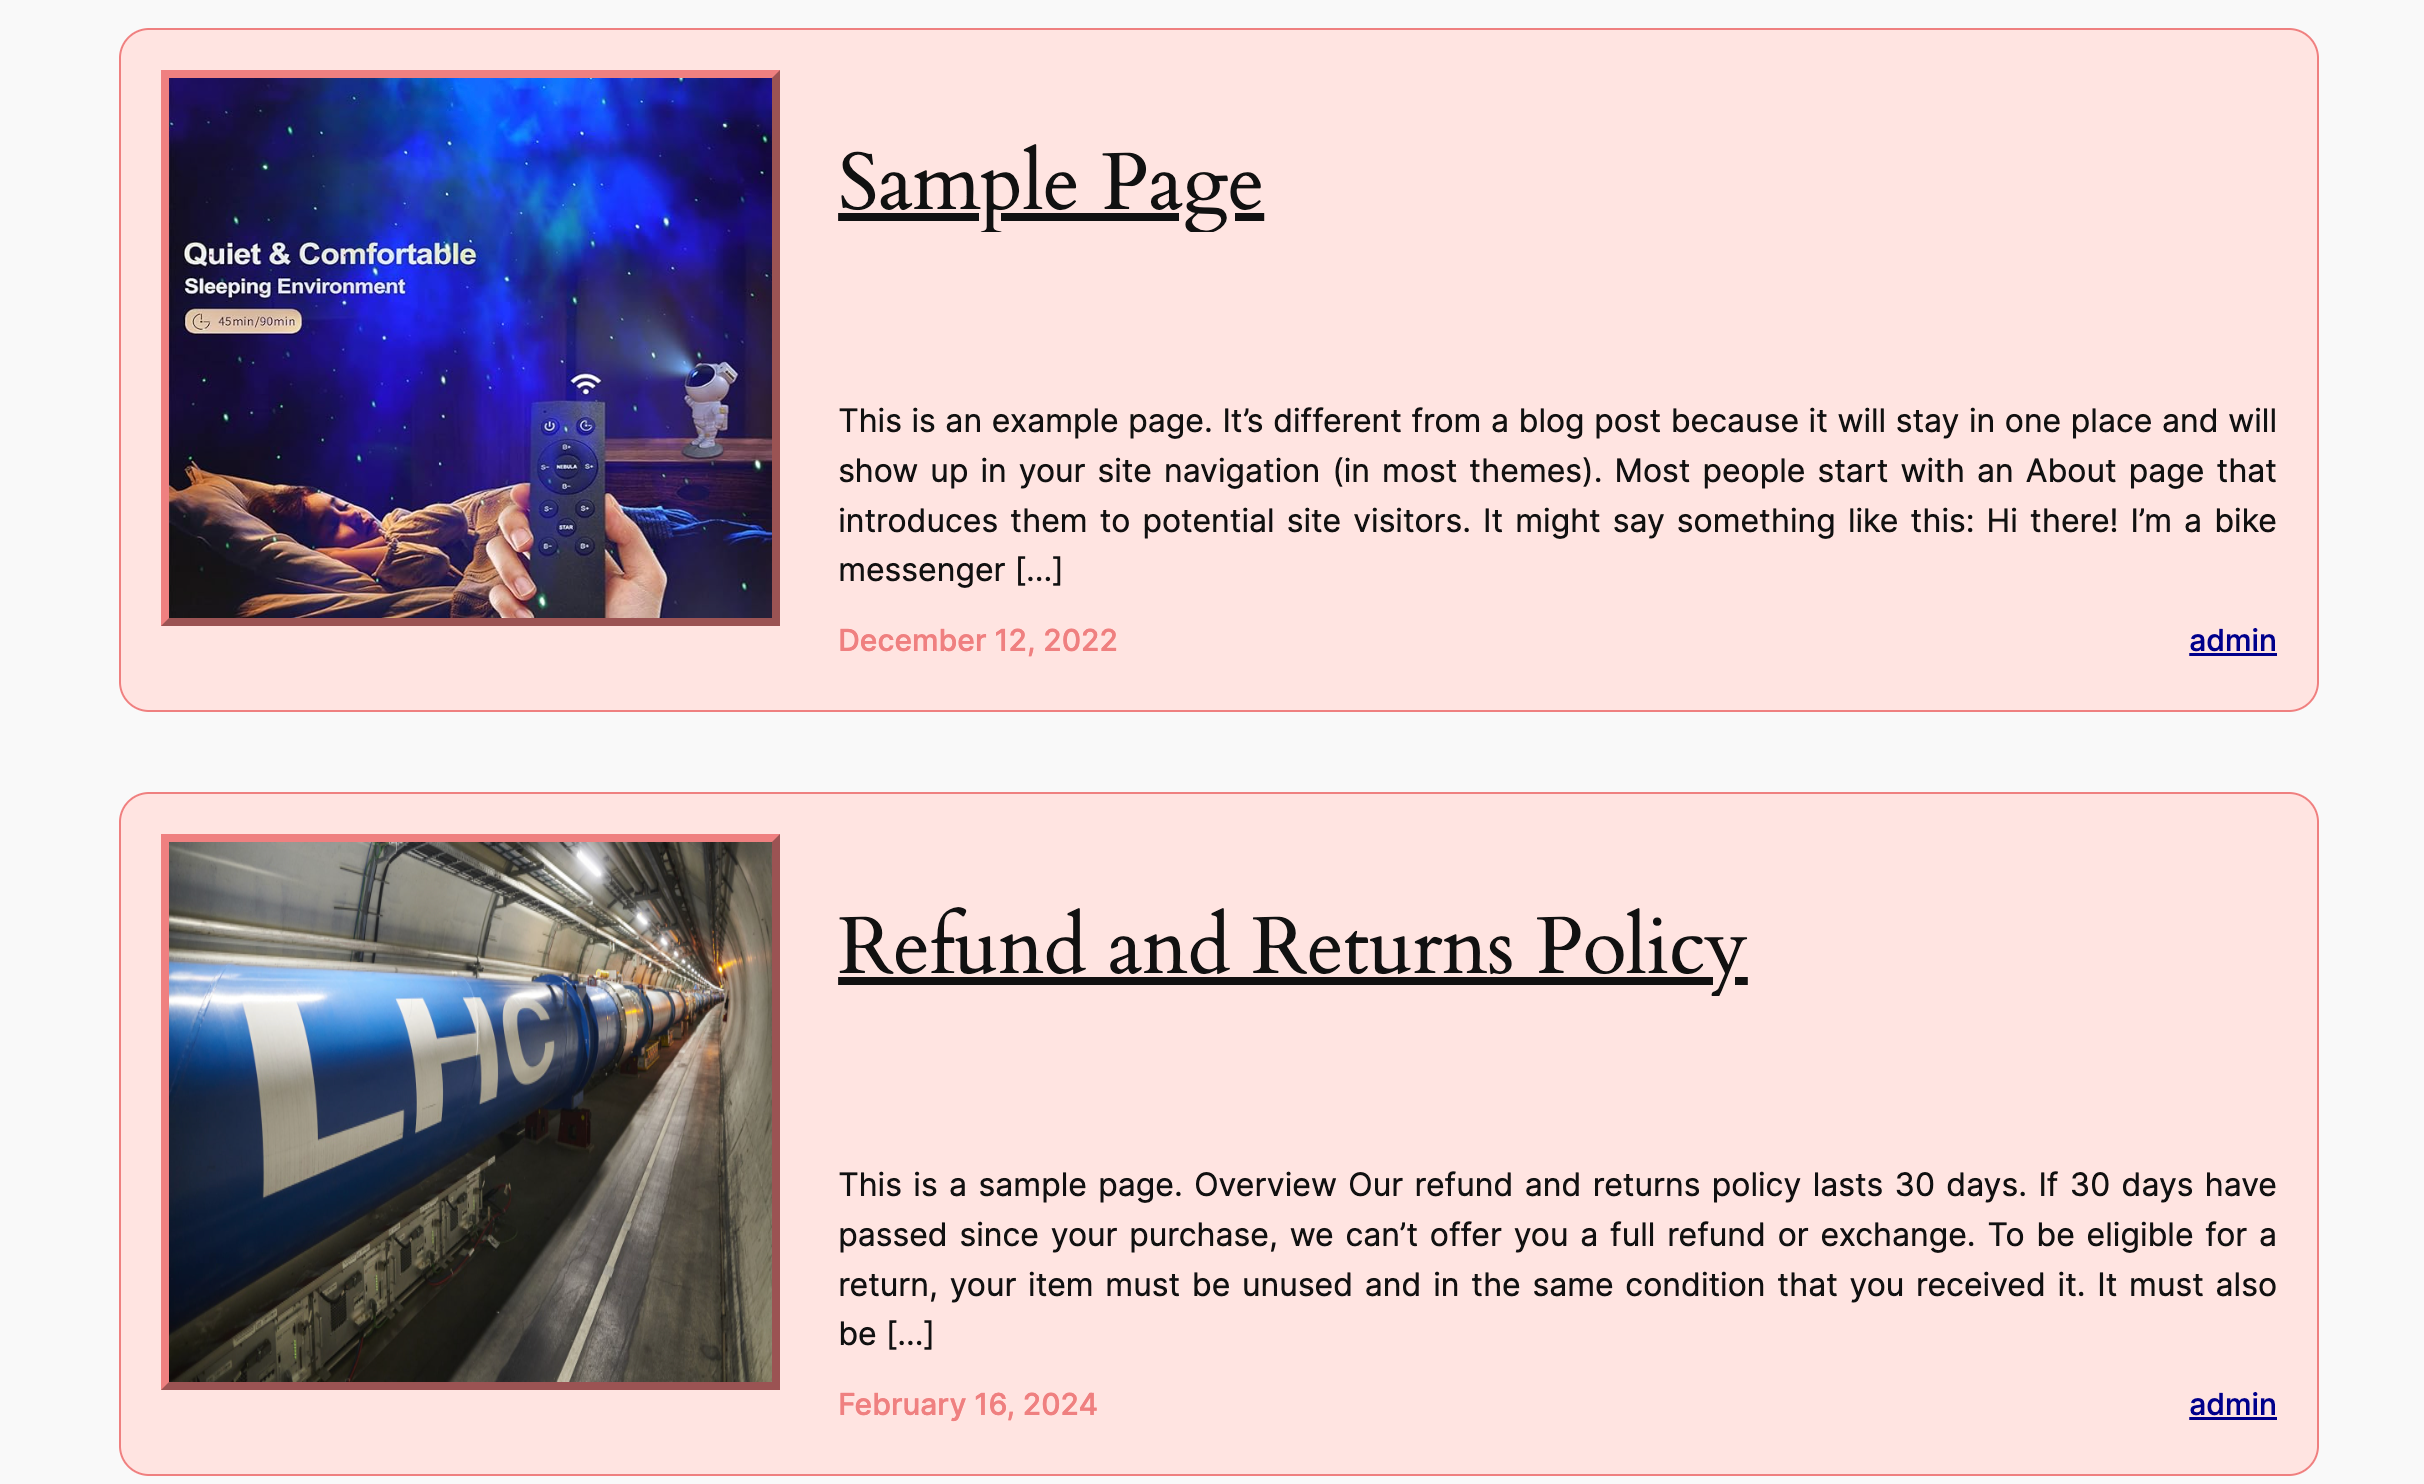 Quiet & Comfortable
Sleeping Environment
45min/90min
B+
S-
NEBULA
S+
B-
S-
S+
STAR
B-
B+
Sample Page
This is an example page. It’s different from a blog post because it will stay in one place and will
show up in your site navigation (in most themes). Most people start with an About page that
introduces them to potential site visitors. It might say something like this: Hi there! I’m a bike
messenger […]
December 12, 2022
admin
LHC
Refund and Returns Policy
This is a sample page. Overview Our refund and returns policy lasts 30 days. If 30 days have
passed since your purchase, we can’t offer you a full refund or exchange. To be eligible for a
return, your item must be unused and in the same condition that you received it. It must also
be […]
February 16, 2024
admin